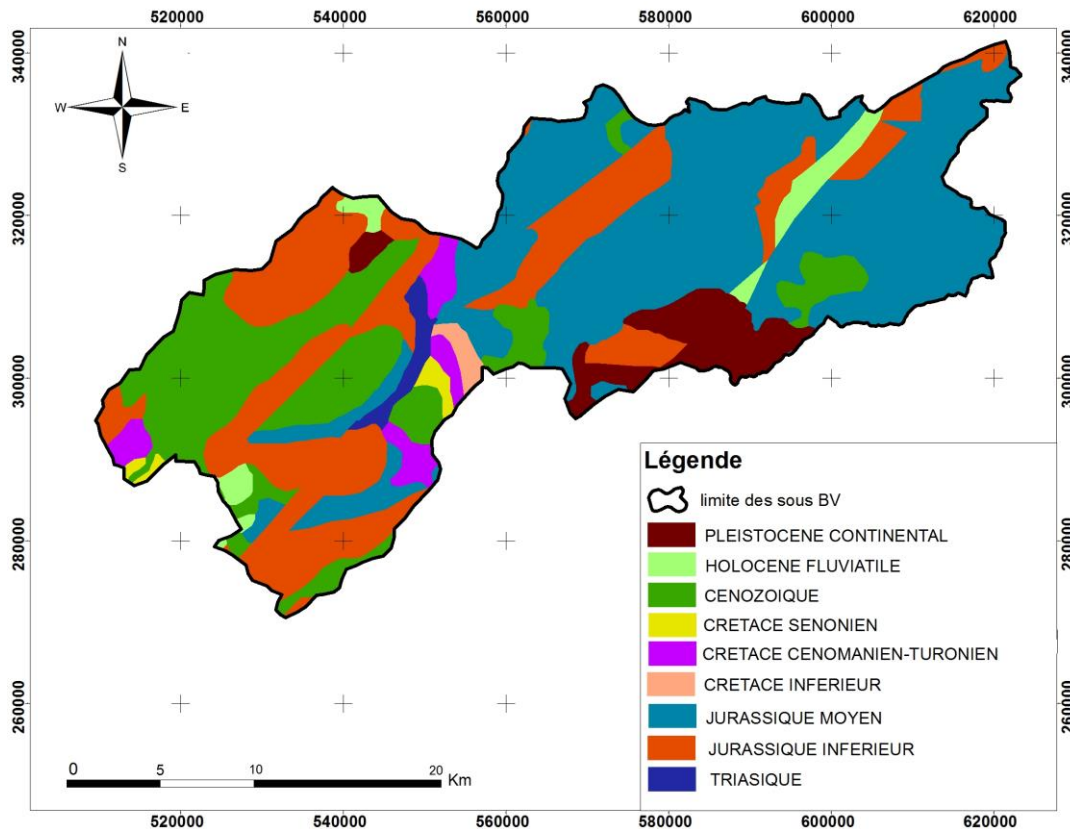 520000 540000 560000 580000 600000 620000
340000 340000
N
W E
S
320000 320000
300000 300000
280000 280000
260000 260000
Légende
limite des sous BV
PLEISTOCENE CONTINENTAL
HOLOCENE FLUVIATILE
CENOZOIQUE
CRETACE SENONIEN
CRETACE CENOMANIEN-TURONIEN
CRETACE INFERIEUR
JURASSIQUE MOYEN
JURASSIQUE INFERIEUR
TRIASIQUE
0 5 10 20
Km
520000 540000 560000 580000 600000 620000